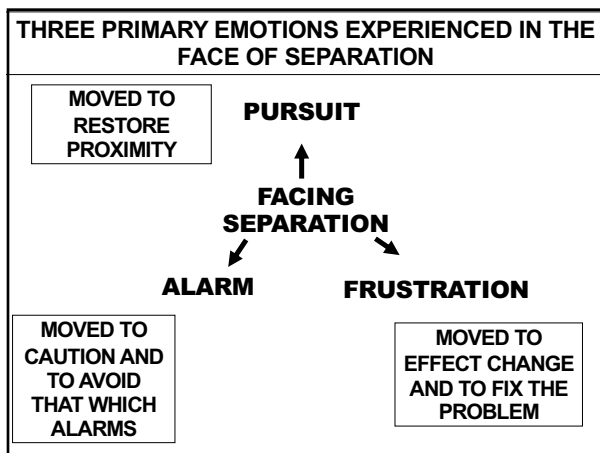 THREE PRIMARY EMOTIONS EXPERIENCED IN THE
FACE OF SEPARATION
MOVED TO
RESTORE
PROXIMITY
PURSUIT
FACING
SEPARATION
ALARM
FRUSTRATION
MOVED TO
CAUTION AND
TO AVOID
THAT WHICH
ALARMS
MOVED TO
EFFECT CHANGE
AND TO FIX THE
PROBLEM